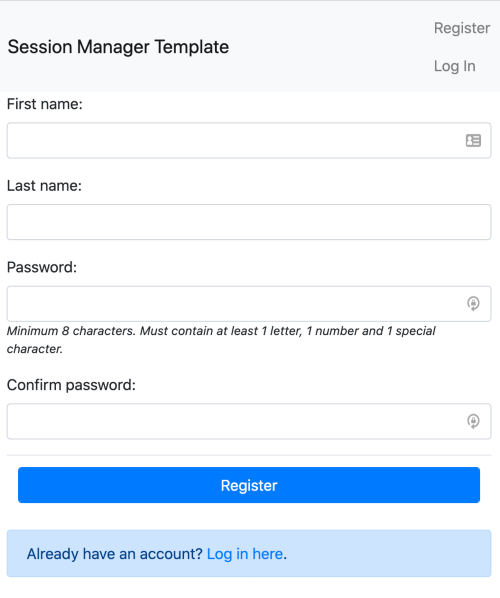 Session Manager Template
Register
Log In
First name:
Last name:
Password:
Minimum 8 characters. Must contain at least 1 letter, 1 number and 1 special
character.
Confirm password:
Register
Already have an account? Log in here.